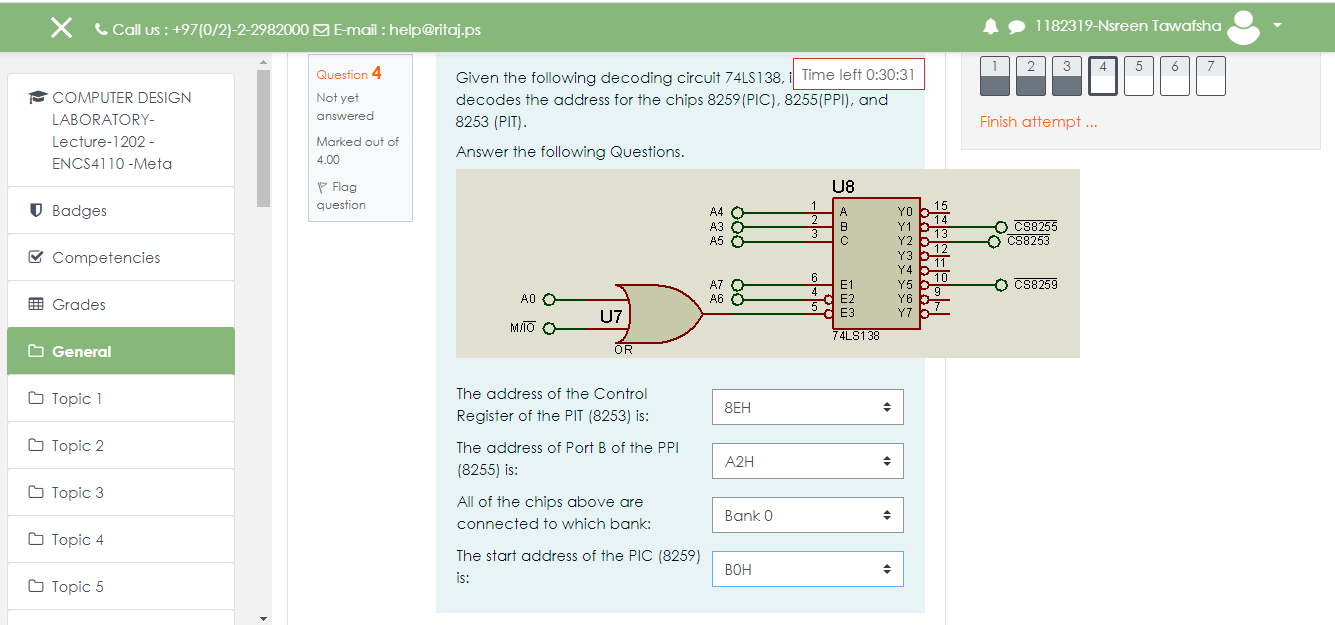 Call us : +97(0/2)-2-2982000 E-mail : help@ritaj.ps
1182319-Nsreen Tawafsha
COMPUTER DESIGN
LABORATORY-
Lecture-1202 -
ENCS4110 -Meta
Badges
Competencies
Grades
General
Topic 1
Topic 2
Topic 3
Topic 4
Topic 5
Question 4
Not yet
answered
Marked out of
4.00
Flag
question
Given the following decoding circuit 74LS138, i
Time left 0:30:31
decodes the address for the chips 8259(PIC), 8255(PPI), and
8253 (PIT).
Answer the following Questions.
U8
A4 1 A Y0 15
A3 2 B Y1 14 CS8255
A5 3 C Y2 13 CS8253
Y3 12
Y4 11
A7 6 E1 Y5 10 CS8259
A6 4 E2 Y6 9
5 E3 Y7 7
74LS138
A0
U7
M/IO
OR
The address of the Control
Register of the PIT (8253) is:
8EH
The address of Port B of the PPI
(8255) is:
A2H
All of the chips above are
connected to which bank:
Bank 0
The start address of the PIC (8259)
is:
B0H
1 2 3 4 5 6 7
Finish attempt ...